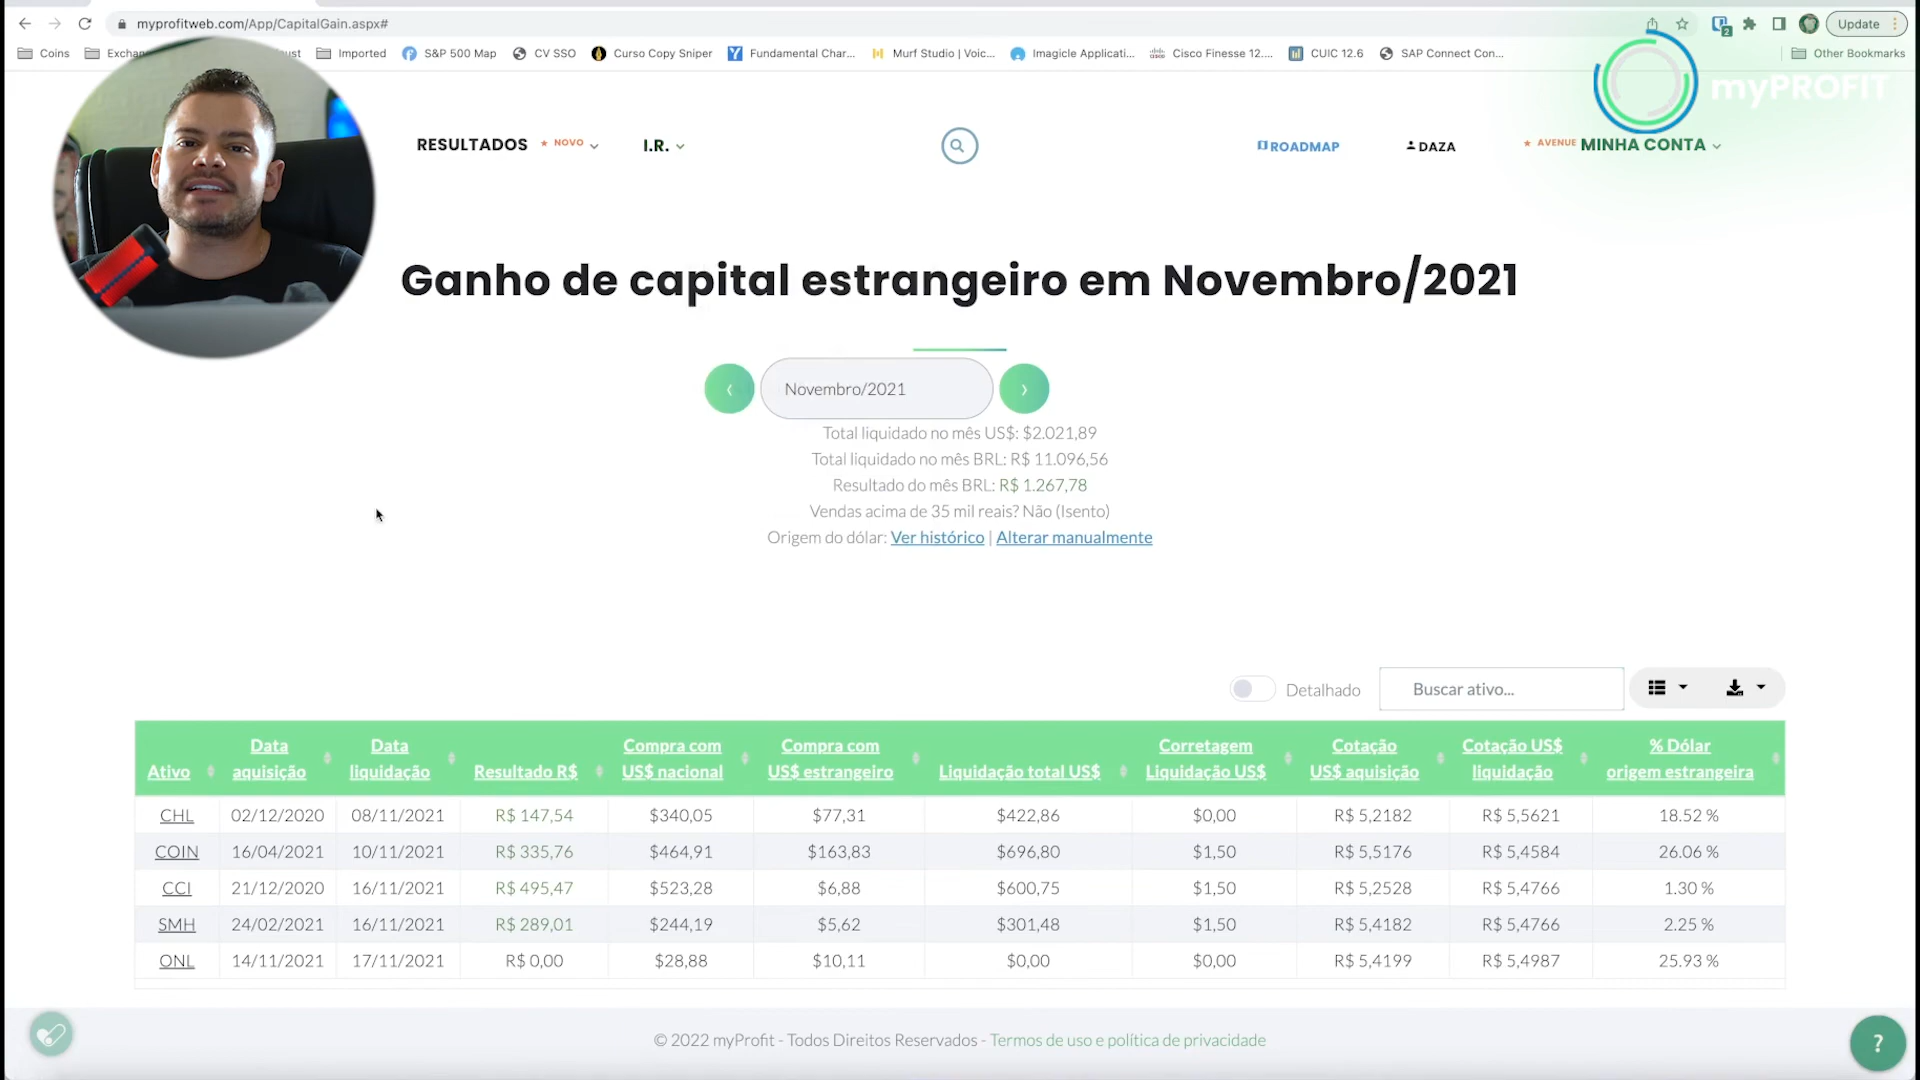 myprofitweb.com/App/CapitalGain.aspx#
Update
2
Coins
Imported
S&P 500 Map
CV SSO
Curso Copy Sniper
Fundamental Char...
Murf Studio | Voic...
Imagicle Applicati...
Cisco Finesse 12....
CUIC 12.6
SAP Connect Con...
Other Bookmarks
myPROFIT
RESULTADOS
NOVO
I.R.
ROADMAP
DAZA
AVENUE
MINHA CONTA
Ganho de capital estrangeiro em Novembro/2021
Novembro/2021
Total liquidado no mês US$: $2.021,89
Total liquidado no mês BRL: R$ 11.096,56
Resultado do mês BRL: R$ 1.267,78
Vendas acima de 35 mil reais? Não (Isento)
Origem do dólar: Ver histórico | Alterar manualmente
Detalhado
Buscar ativo...
Ativo
Data aquisição
Data liquidação
Resultado R$
Compra com US$ nacional
Compra com US$ estrangeiro
Liquidação total US$
Corretagem Liquidação US$
Cotação US$ aquisição
Cotação US$ liquidação
% Dólar origem estrangeira
CHL 02/12/2020 08/11/2021 R$ 147,54 $340,05 $77,31 $422,86 $0,00 R$ 5,2182 R$ 5,5621 18.52 %
COIN 16/04/2021 10/11/2021 R$ 335,76 $464,91 $163,83 $696,80 $1,50 R$ 5,5176 R$ 5,4584 26.06 %
CCI 21/12/2020 16/11/2021 R$ 495,47 $523,28 $6,88 $600,75 $1,50 R$ 5,2528 R$ 5,4766 1.30 %
SMH 24/02/2021 16/11/2021 R$ 289,01 $244,19 $5,62 $301,48 $1,50 R$ 5,4182 R$ 5,4766 2.25 %
ONL 14/11/2021 17/11/2021 R$ 0,00 $28,88 $10,11 $0,00 $0,00 R$ 5,4199 R$ 5,4987 25.93 %
© 2022 myProfit - Todos Direitos Reservados - Termos de uso e política de privacidade
?